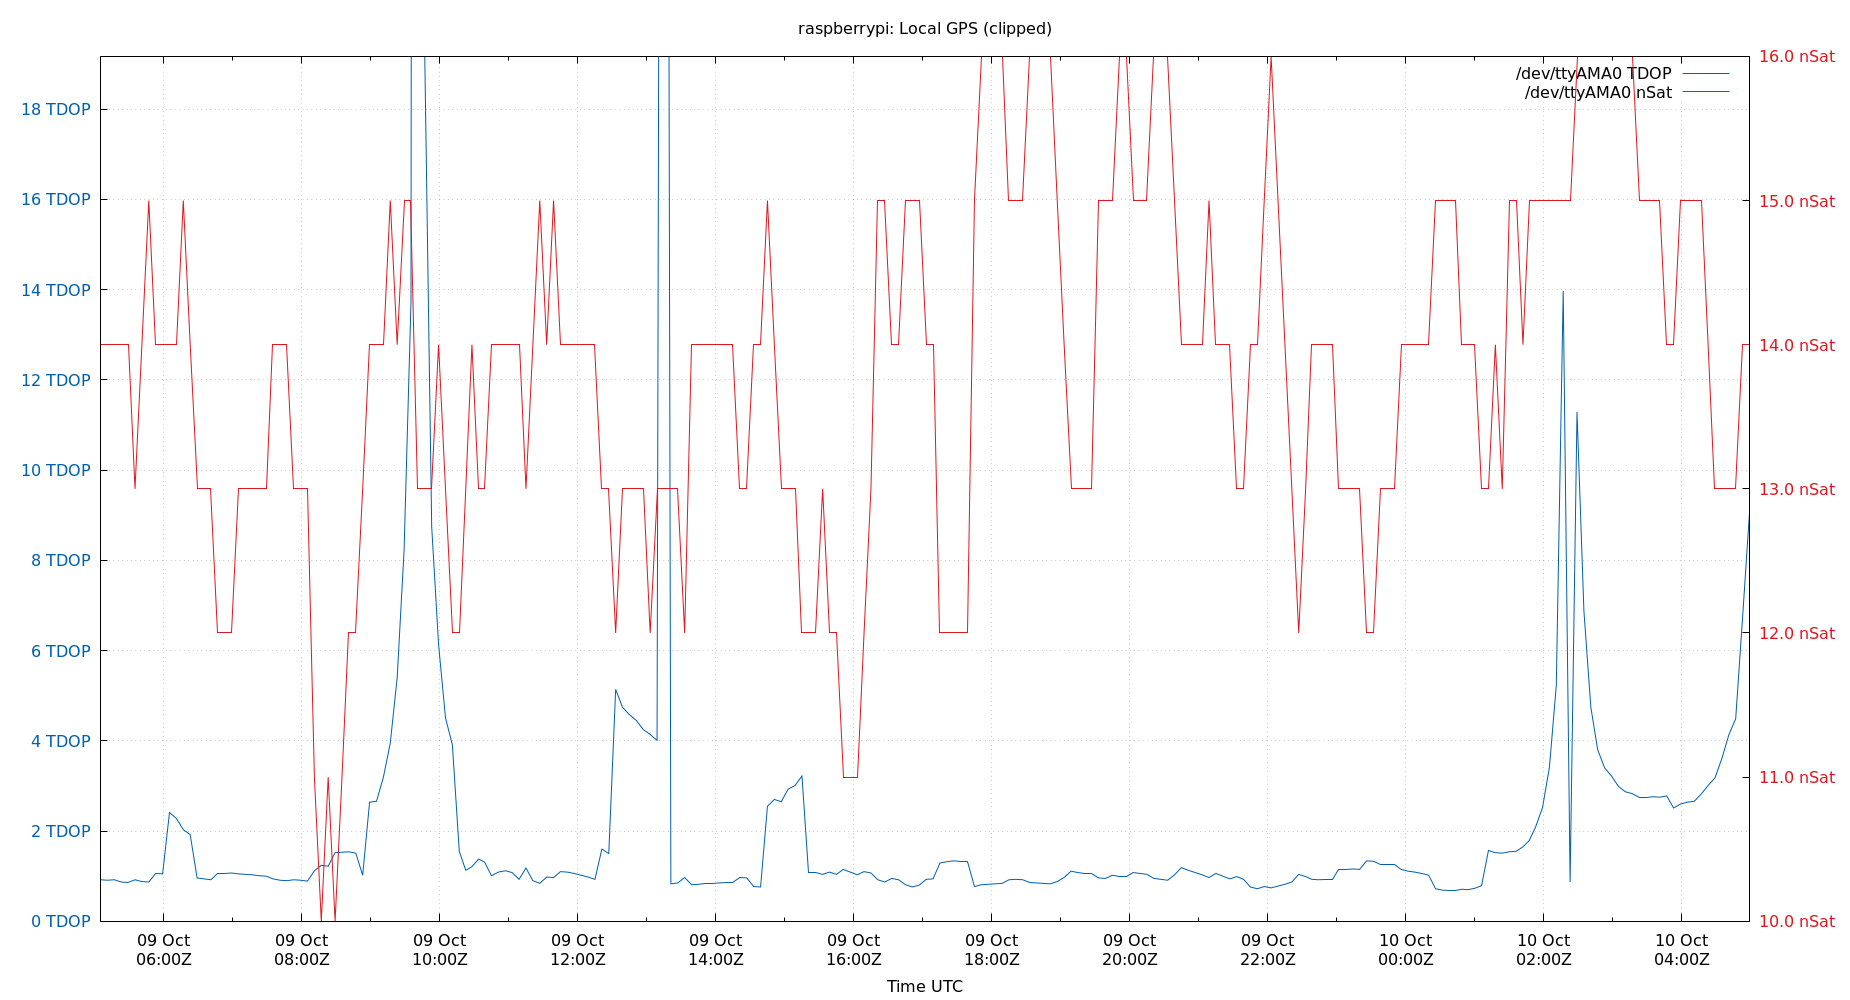 raspberrypi: Local GPS (clipped)
/dev/ttyAMA0 TDOP
/dev/ttyAMA0 nSat
18 TDOP
16 TDOP
14 TDOP
12 TDOP
10 TDOP
8 TDOP
6 TDOP
4 TDOP
2 TDOP
0 TDOP
16.0 nSat
15.0 nSat
14.0 nSat
13.0 nSat
12.0 nSat
11.0 nSat
10.0 nSat
09 Oct
06:00Z
09 Oct
08:00Z
09 Oct
10:00Z
09 Oct
12:00Z
09 Oct
14:00Z
09 Oct
16:00Z
09 Oct
18:00Z
09 Oct
20:00Z
09 Oct
22:00Z
10 Oct
00:00Z
10 Oct
02:00Z
10 Oct
04:00Z
Time UTC